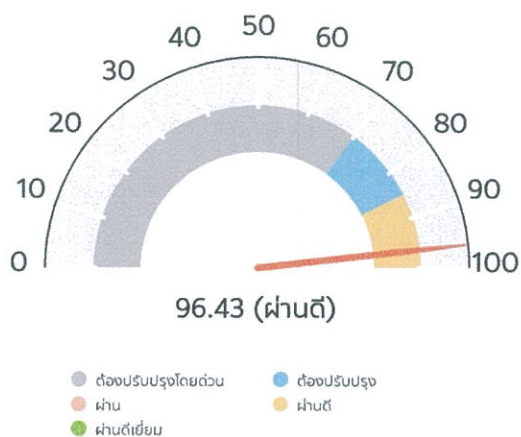 50
40 60
30 70
20 80
10 90
0 100
96.43 (ผ่านดี)
ต้องปรับปรุงโดยด่วน ต้องปรับปรุง
ผ่าน ผ่านดี
ผ่านดีเยี่ยม